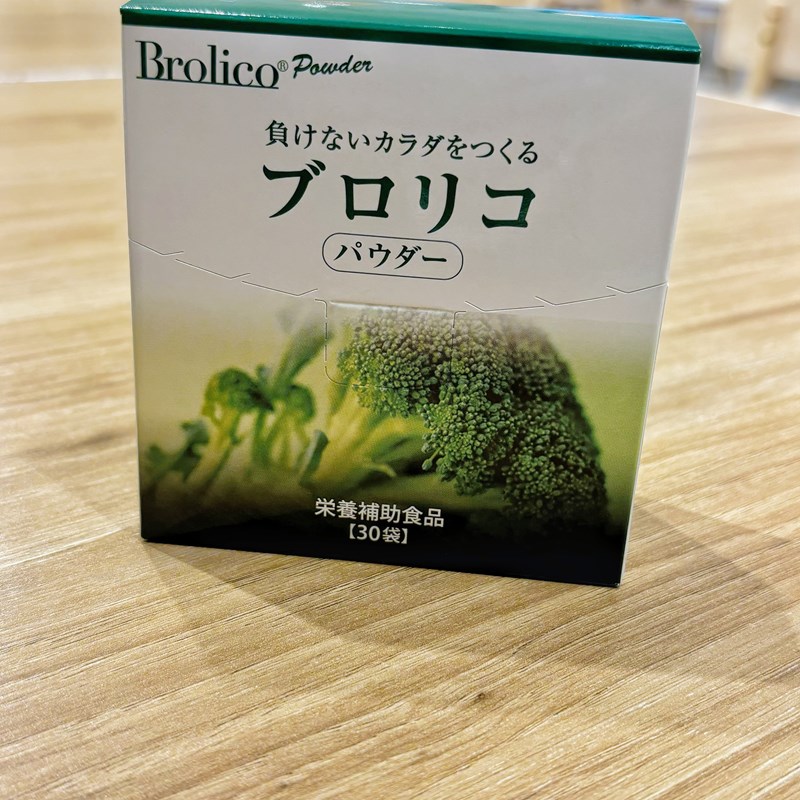 Brolico® Powder
負けないカラダをつくる
ブロリコ
パウダー
栄養補助食品
【30袋】